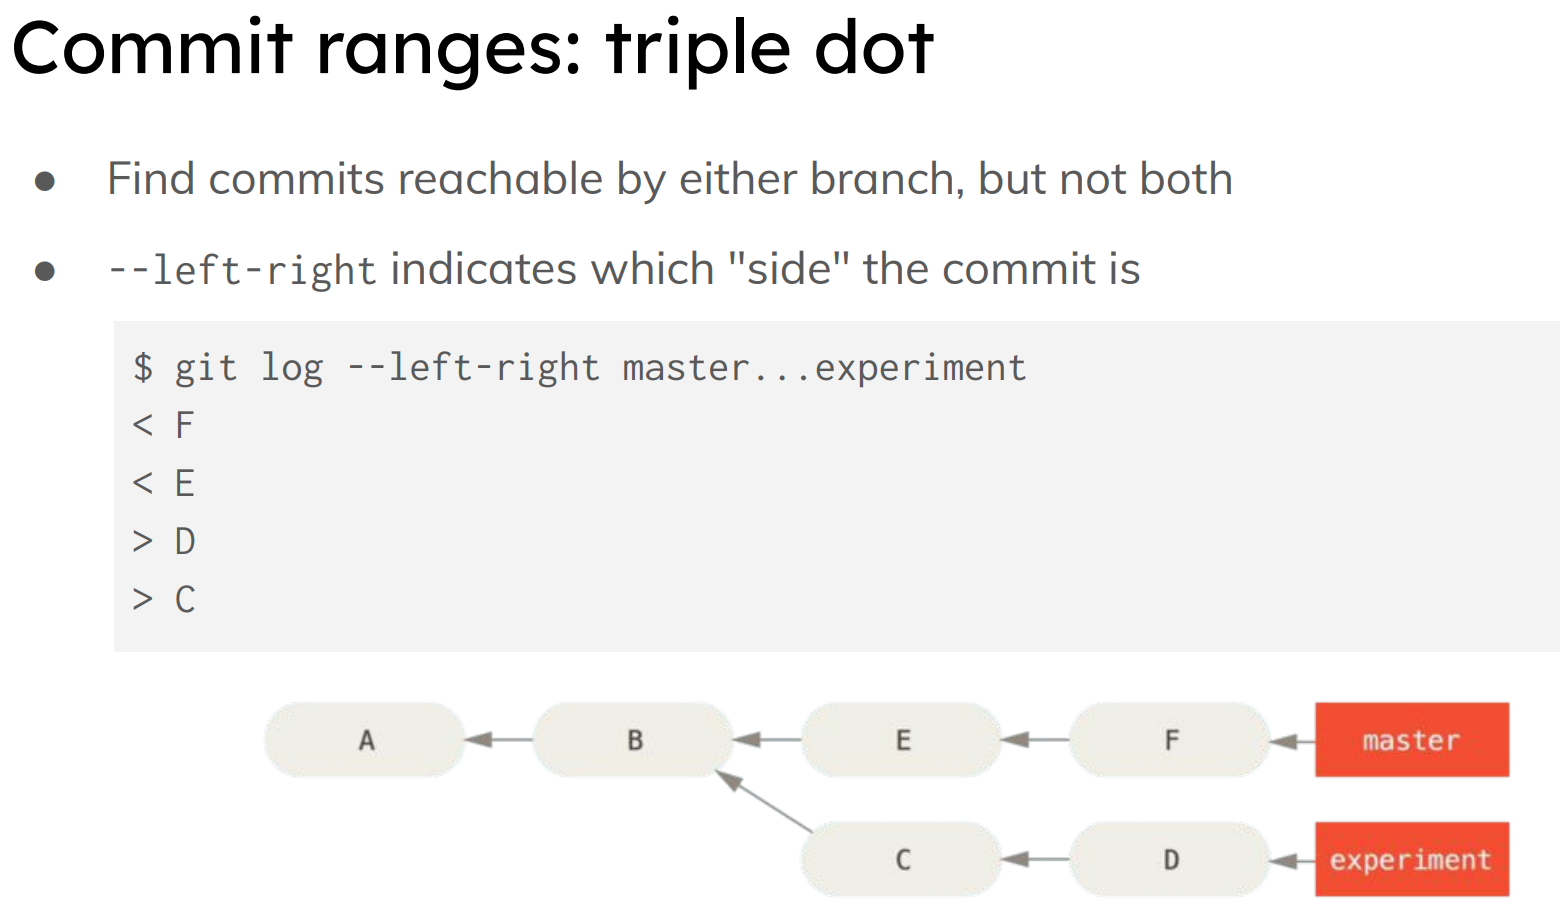 Commit ranges: triple dot
● Find commits reachable by either branch, but not both
● --left-right indicates which "side" the commit is
$ git log --left-right master...experiment
< F
< E
> D
> C
A B E F master
C D experiment